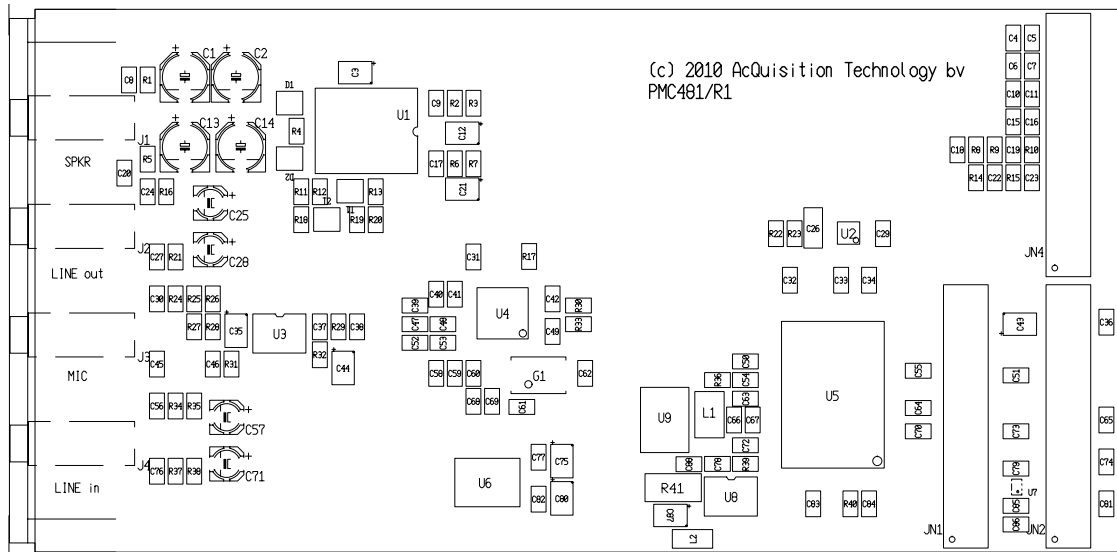 C1 C2 C3 C4 C5
(c) 2010 AcQuisition Technology bv
PMC481/R1
C8 R1 D1 C6 C7
C9 R2 R3 C10 C11
C13 C14 R4 U1 C12 C15 C16
J1 SPKR R5 C18 R8 R9 C19 R10
C20 D2 C17 R6 R7 R14 C22 R15 C23
C24 R16 R11 R12 R13 C21
C25 R18 R19 R20
R22 R23 C26 U2 C29
J2 C27 R21 C28 C31 R17 JN4
LINE out
C32 C33 C34
C30 R24 R25 R26 C39 C40 C41 U4 C42 R30
R27 R28 C35 U3 C37 R29 C38 C47 C48 C49 R33 C43 C36
R32 C52 C53
J3 C45 C46 R31 C44 C50
MIC C58 C59 C60 G1 C62 R36 C54 C55 C51
C56 R34 R35 C57 C68 C69 C61 U9 L1 C63 U5 C64
C66 C67 C65
C70 C73
J4 C72
C76 R37 R38 C71 C77 C75 C78 R39 C79 C74
LINE in U6 R41 U8 U7
C82 C80 C83 R40 C84 C85 C81
C87 C86
L2 JN1 JN2